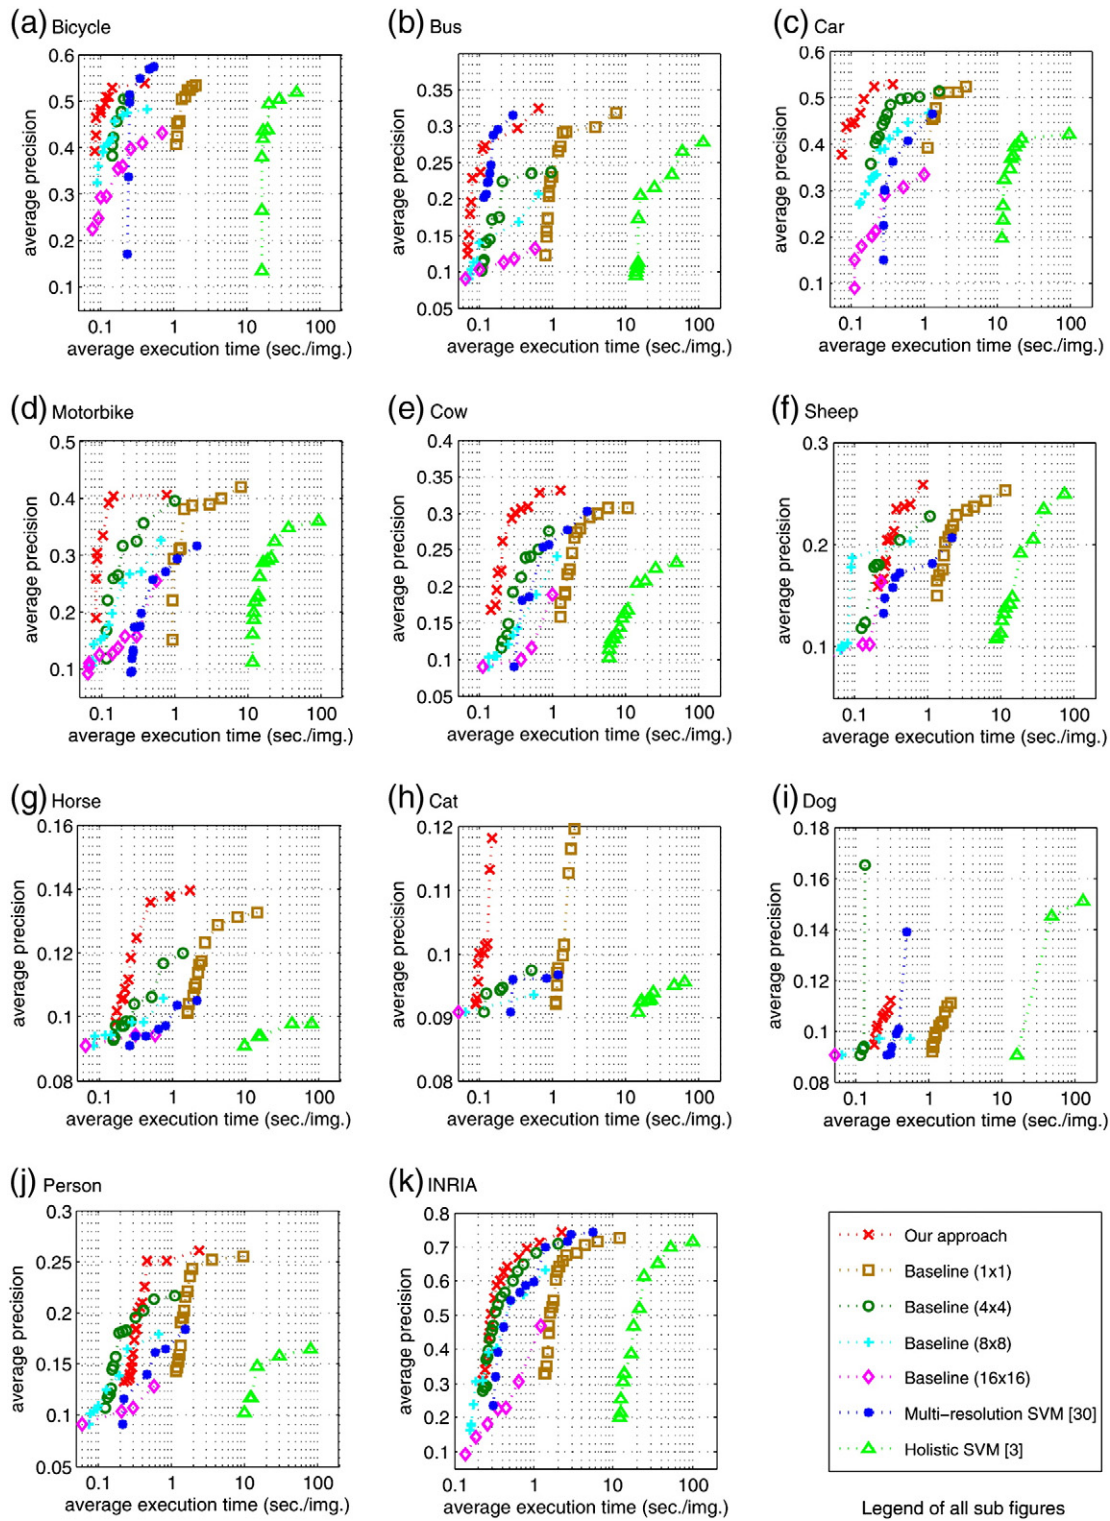 (a) Bicycle
(b) Bus
(c) Car
average precision
0.6
0.5
0.4
0.3
0.2
0.1
0.1 1 10 100
average execution time (sec./img.)
average precision
0.35
0.3
0.25
0.2
0.15
0.1
0.05
0.1 1 10 100
average execution time (sec./img.)
average precision
0.6
0.5
0.4
0.3
0.2
0.1
0.1 1 10 100
average execution time (sec./img.)
(d) Motorbike
(e) Cow
(f) Sheep
average precision
0.5
0.4
0.3
0.2
0.1
0.1 1 10 100
average execution time (sec./img.)
average precision
0.4
0.35
0.3
0.25
0.2
0.15
0.1
0.05
0.1 1 10 100
average execution time (sec./img.)
average precision
0.3
0.2
0.1
0.1 1 10 100
average execution time (sec./img.)
(g) Horse
(h) Cat
(i) Dog
average precision
0.16
0.14
0.12
0.1
0.08
0.1 1 10 100
average execution time (sec./img.)
average precision
0.12
0.11
0.1
0.09
0.08
0.1 1 10 100
average execution time (sec./img.)
average precision
0.18
0.16
0.14
0.12
0.1
0.08
0.1 1 10 100
average execution time (sec./img.)
(j) Person
(k) INRIA
average precision
0.3
0.25
0.2
0.15
0.1
0.05
0.1 1 10 100
average execution time (sec./img.)
average precision
0.8
0.7
0.6
0.5
0.4
0.3
0.2
0.1
0.1 1 10 100
average execution time (sec./img.)
Our approach
Baseline (1x1)
Baseline (4x4)
Baseline (8x8)
Baseline (16x16)
Multi-resolution SVM [30]
Holistic SVM [3]
Legend of all sub figures